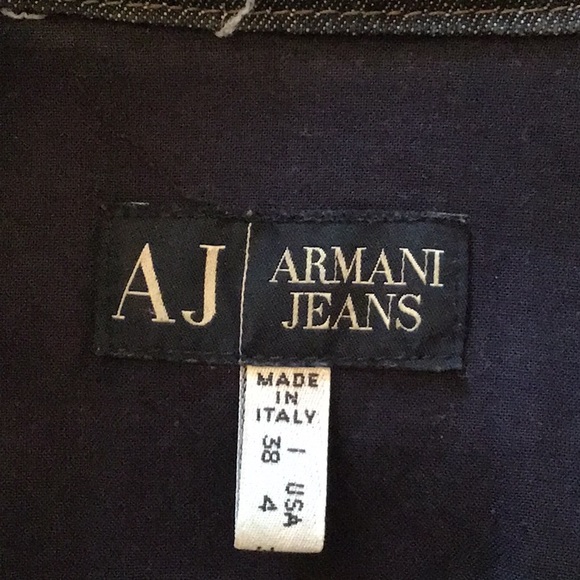 AJ
ARMANI
JEANS
MADE
IN
ITALY
I 38
USA 4